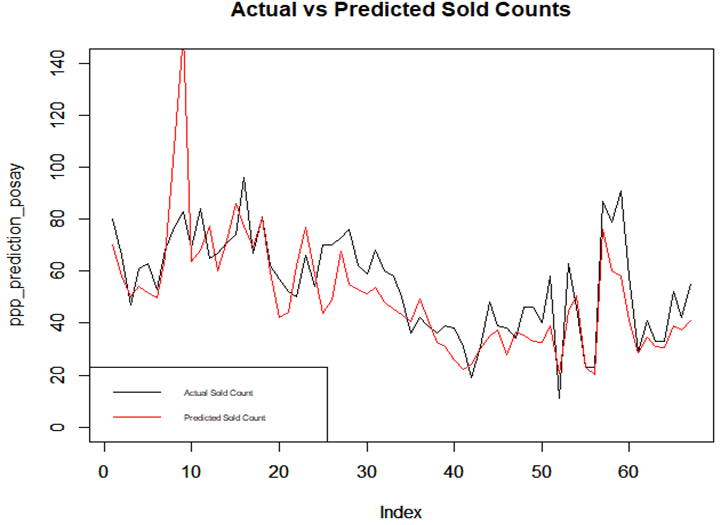 Actual vs Predicted Sold Counts
ppp_prediction_posay
140
120
100
80
60
40
20
0
Actual Sold Count
Predicted Sold Count
0 10 20 30 40 50 60
Index